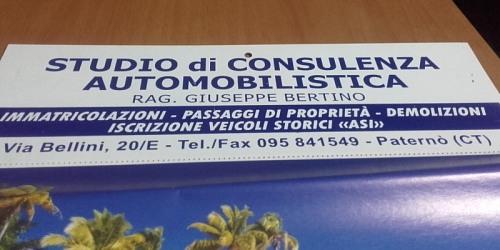 STUDIO di CONSULENZA
AUTOMOBILISTICA
RAG. GIUSEPPE BERTINO
IMMATRICOLAZIONI - PASSAGGI DI PROPRIETÀ - DEMOLIZIONI
ISCRIZIONE VEICOLI STORICI «ASI»
Via Bellini, 20/E - Tel./Fax 095 841549 - Paternò (CT)